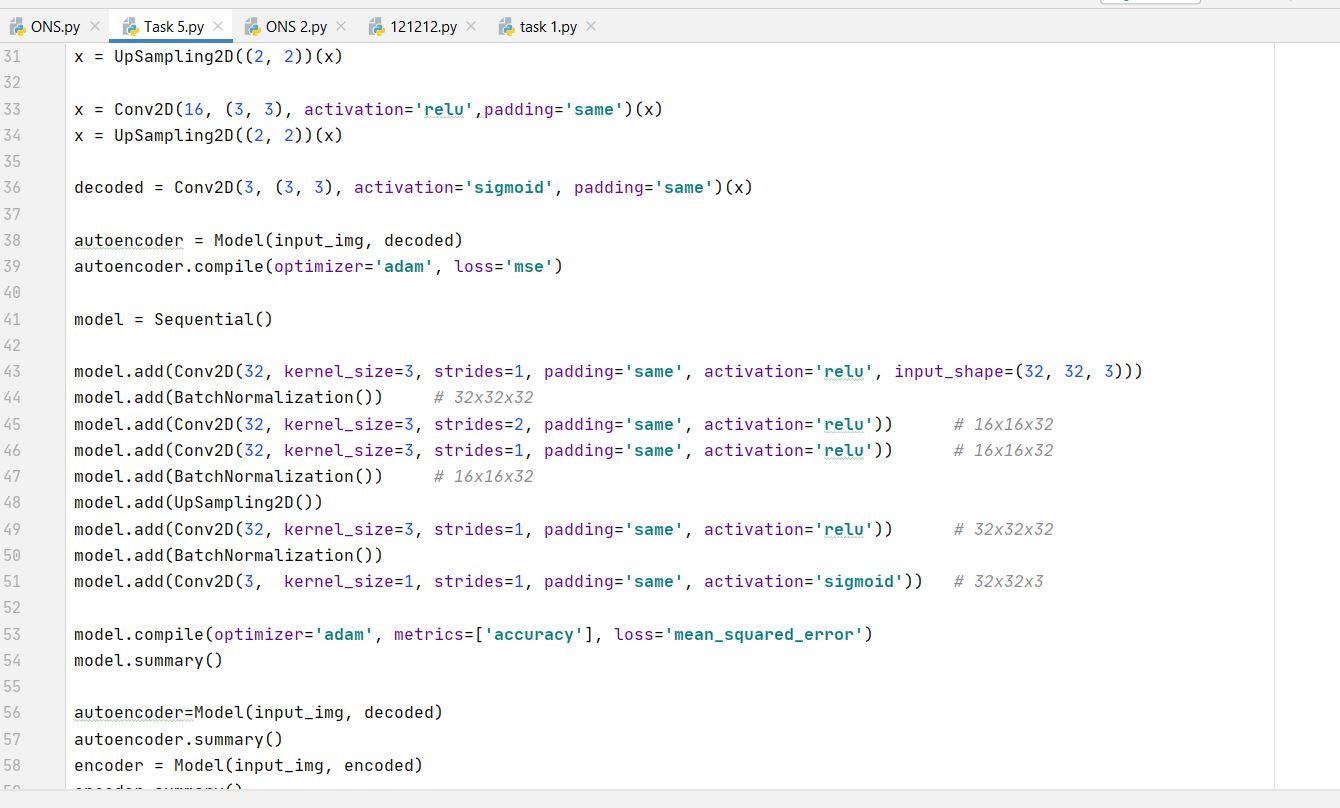 ONS.py Task 5.py ONS 2.py 121212.py task 1.py
31 x = UpSampling2D((2, 2))(x)
32
33 x = Conv2D(16, (3, 3), activation='relu',padding='same')(x)
34 x = UpSampling2D((2, 2))(x)
35
36 decoded = Conv2D(3, (3, 3), activation='sigmoid', padding='same')(x)
37
38 autoencoder = Model(input_img, decoded)
39 autoencoder.compile(optimizer='adam', loss='mse')
40
41 model = Sequential()
42
43 model.add(Conv2D(32, kernel_size=3, strides=1, padding='same', activation='relu', input_shape=(32, 32, 3)))
44 model.add(BatchNormalization())     # 32x32x32
45 model.add(Conv2D(32, kernel_size=3, strides=2, padding='same', activation='relu'))      # 16x16x32
46 model.add(Conv2D(32, kernel_size=3, strides=1, padding='same', activation='relu'))      # 16x16x32
47 model.add(BatchNormalization())     # 16x16x32
48 model.add(UpSampling2D())
49 model.add(Conv2D(32, kernel_size=3, strides=1, padding='same', activation='relu'))      # 32x32x32
50 model.add(BatchNormalization())
51 model.add(Conv2D(3,  kernel_size=1, strides=1, padding='same', activation='sigmoid'))   # 32x32x3
52
53 model.compile(optimizer='adam', metrics=['accuracy'], loss='mean_squared_error')
54 model.summary()
55
56 autoencoder=Model(input_img, decoded)
57 autoencoder.summary()
58 encoder = Model(input_img, encoded)